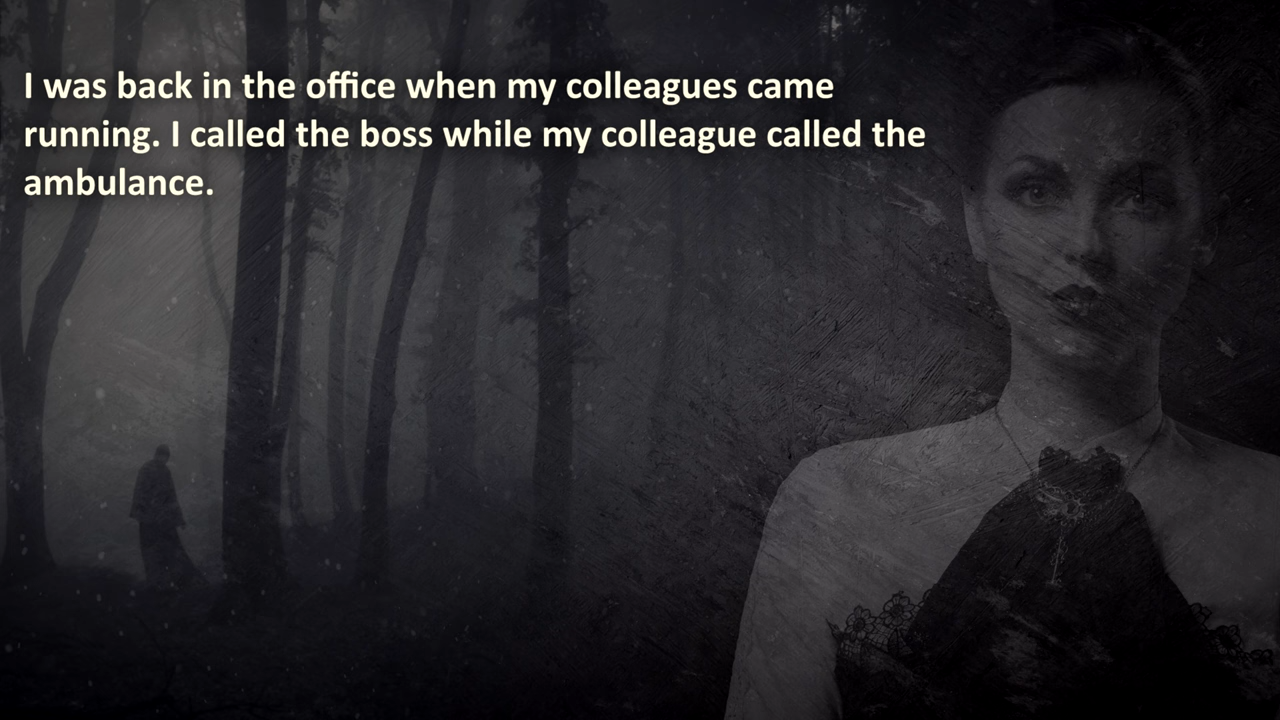 I was back in the office when my colleagues came
running. I called the boss while my colleague called the
ambulance.